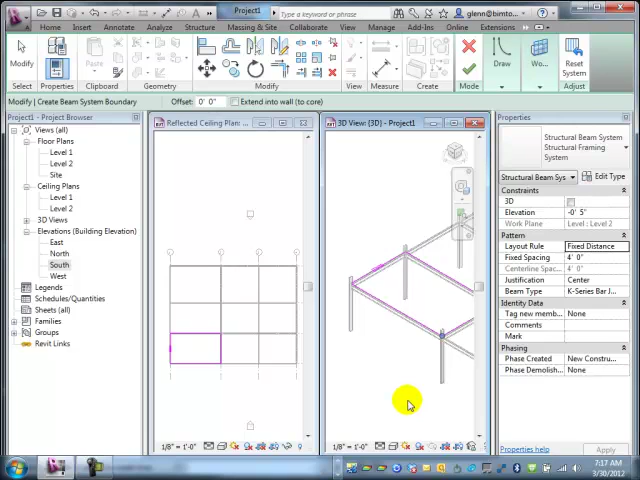 Project1
Type a keyword or phrase
glenn@bimto...
Home
Insert
Annotate
Analyze
Structure
Massing & Site
Collaborate
View
Manage
Add-Ins
Online
Extensions
Modify
Paste
Draw
Wo...
Reset System
Select
Properties
Clipboard
Geometry
Modify
View
Measure
Create
Mode
Adjust
Modify | Create Beam System Boundary
Offset: 0' 0"
Extend into wall (to core)
Project1 - Project Browser
Views (all)
Floor Plans
Level 1
Level 2
Site
Ceiling Plans
Level 1
Level 2
3D Views
Elevations (Building Elevation)
East
North
South
West
Legends
Schedules/Quantities
Sheets (all)
Families
Groups
Revit Links
Reflected Ceiling Plan: ...
1/8" = 1'-0"
3D View: {3D} - Project1
1/8" = 1'-0"
Properties
Structural Beam System
Structural Framing System
Structural Beam Sys
Edit Type
Constraints
3D
Elevation -0' 5"
Work Plane Level : Level 2
Pattern
Layout Rule Fixed Distance
Fixed Spacing 4' 0"
Centerline Spac... 4' 0"
Justification Center
Beam Type K-Series Bar J...
Identity Data
Tag new memb... None
Comments
Mark
Phasing
Phase Created New Constru...
Phase Demolish... None
Properties help
Apply
7:17 AM
3/30/2012